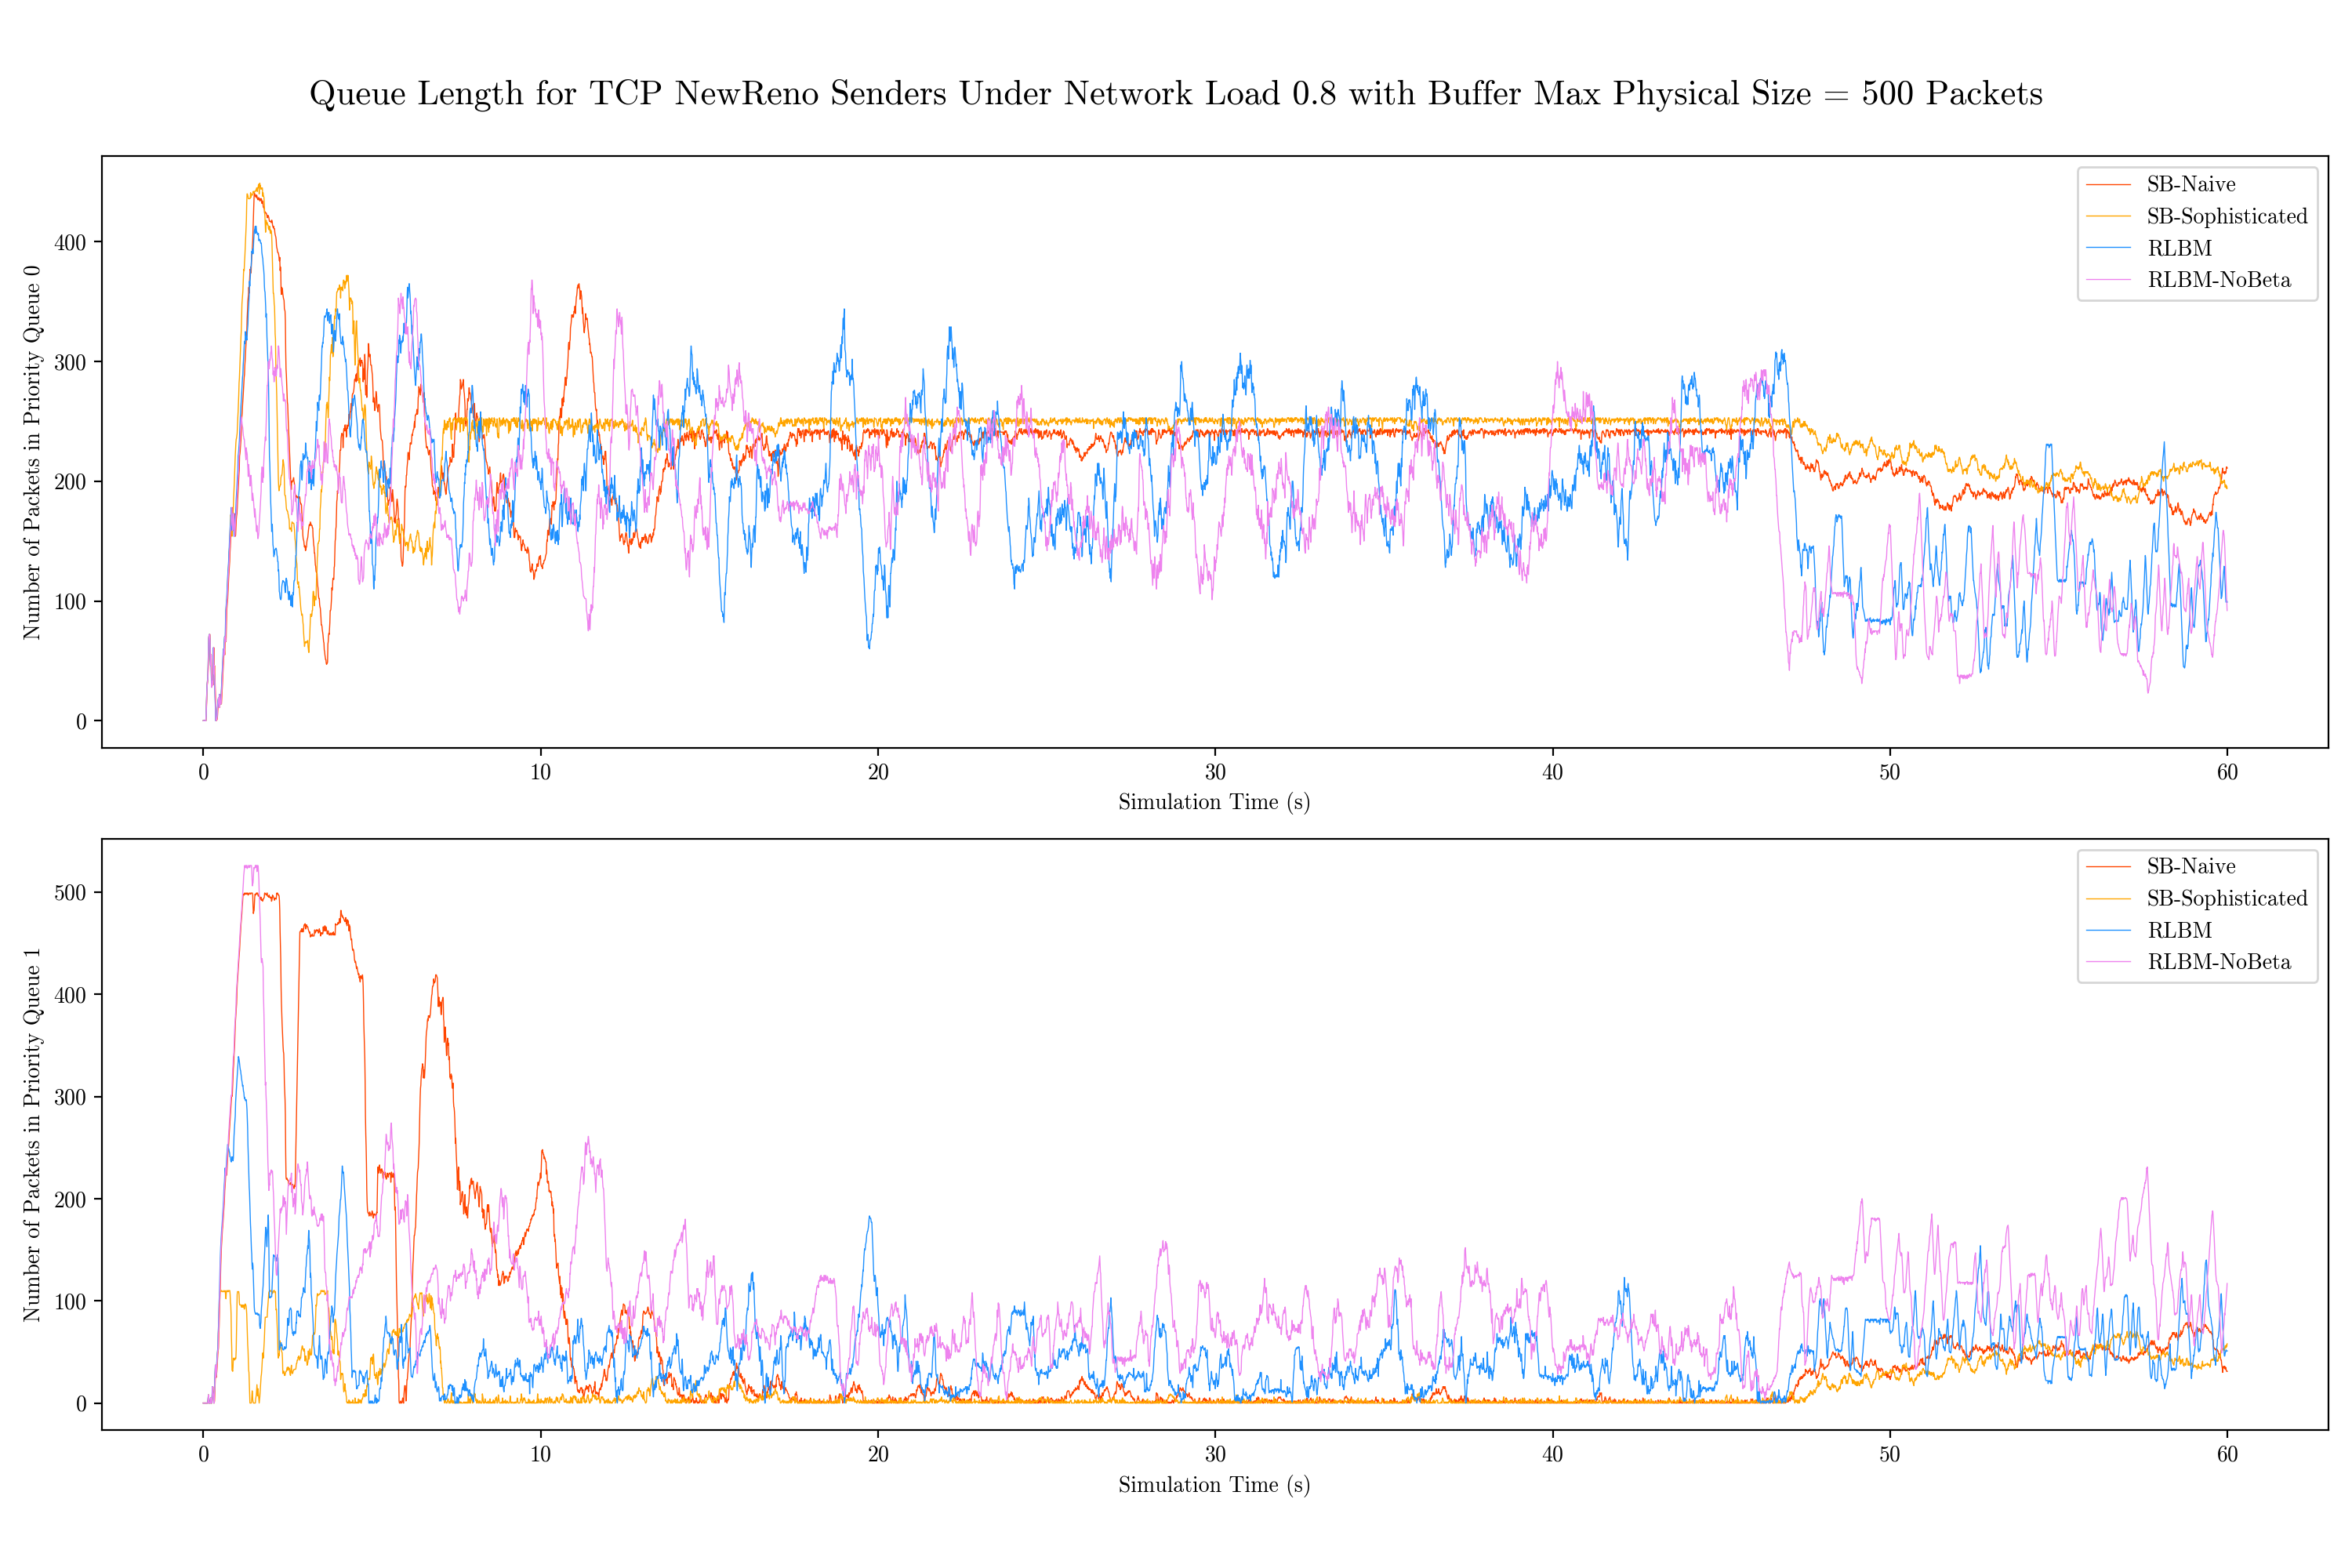 Queue Length for TCP NewReno Senders Under Network Load 0.8 with Buffer Max Physical Size = 500 Packets
Number of Packets in Priority Queue 0
400
300
200
100
0
SB-Naive
SB-Sophisticated
RLBM
RLBM-NoBeta
0 10 20 30 40 50 60
Simulation Time (s)
Number of Packets in Priority Queue 1
500
400
300
200
100
0
SB-Naive
SB-Sophisticated
RLBM
RLBM-NoBeta
0 10 20 30 40 50 60
Simulation Time (s)